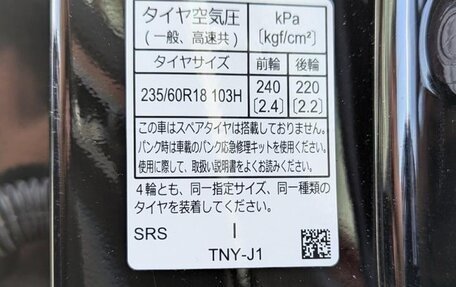 タイヤ空気圧 kPa
(一般、高速共) [kgf/cm²]
タイヤサイズ 前輪 後輪
235/60R18 103H 240 220
[2.4] [2.2]
この車はスペアタイヤは搭載しておりません。
パンク時は車載のパンク応急修理キットを使用ください。
使用に際して、取扱い説明書をよくお読みください。
4輪とも、同一指定サイズ、同一種類の
タイヤを装着してください。
SRS I
TNY-J1